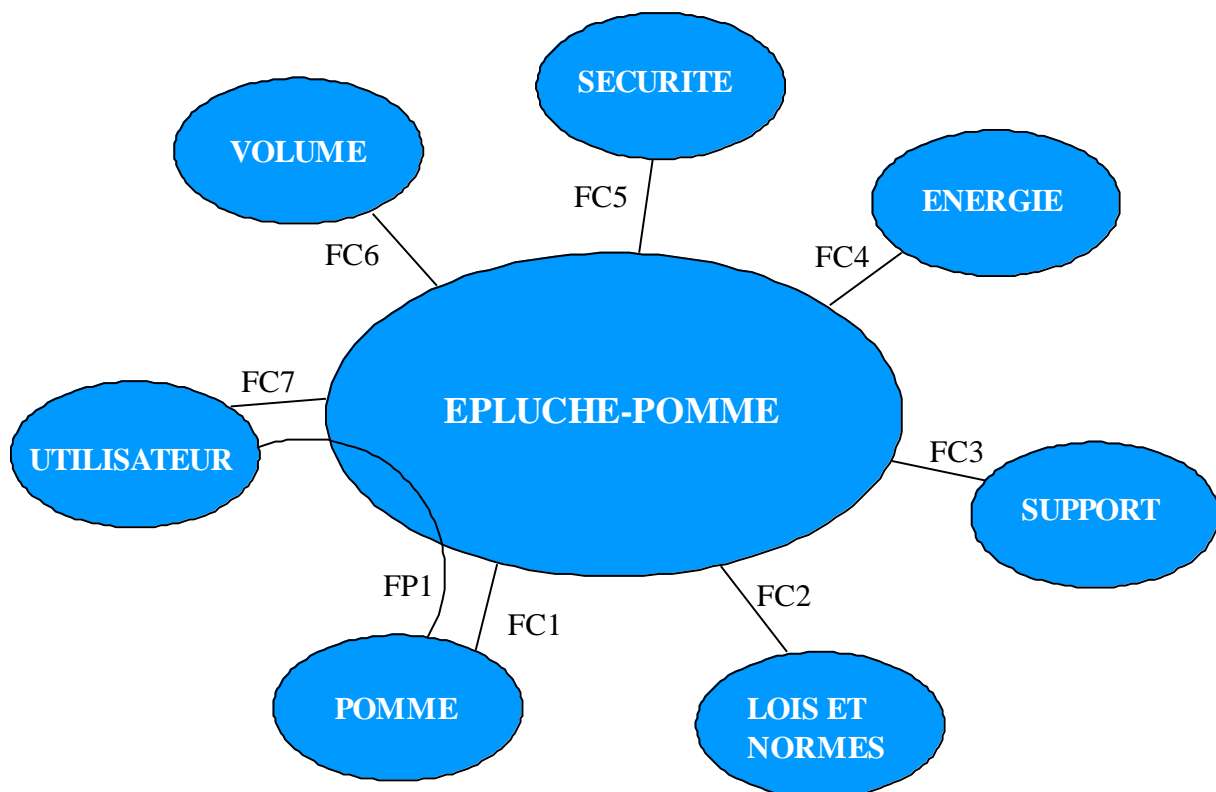 SECURITE
VOLUME
FC5
ENERGIE
FC6
FC4
FC7
EPLUCHE-POMME
UTILISATEUR
FC3
SUPPORT
FP1
FC1
FC2
POMME
LOIS ET
NORMES